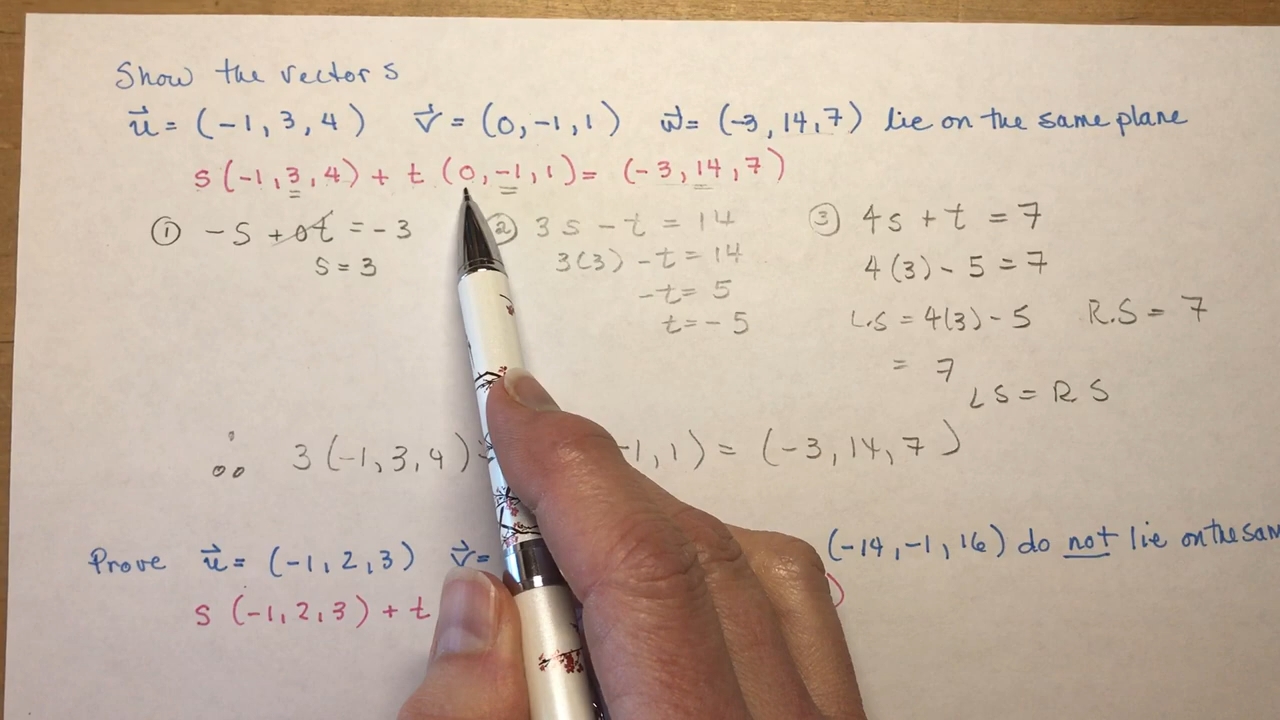 Show the vectors
u⃗ = (-1, 3, 4) v⃗ = (0, -1, 1) w⃗ = (-3, 14, 7) lie on the same plane
s(-1, 3, 4) + t(0, -1, 1) = (-3, 14, 7)
① -s + 0t = -3 ② 3s - t = 14 ③ 4s + t = 7
s = 3 3(3) - t = 14 4(3) - 5 = 7
-t = 5 L.S = 4(3) - 5 R.S = 7
t = -5 = 7
LS = RS
∴ 3(-1, 3, 4) -1, 1) = (-3, 14, 7)
Prove u⃗ = (-1, 2, 3) v⃗ = (-14, -1, 16) do not lie on the sam
s(-1, 2, 3) + t )